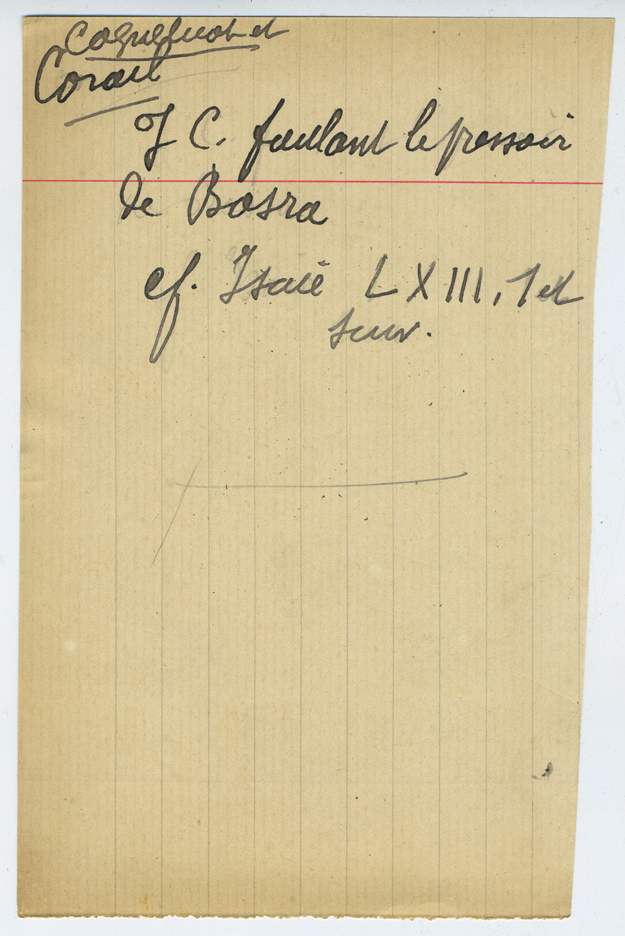 Coquelicot et
Corail
J C. foulant le pressoir
de Bosra
cf. Isaïe LXIII, 1 et
suiv.